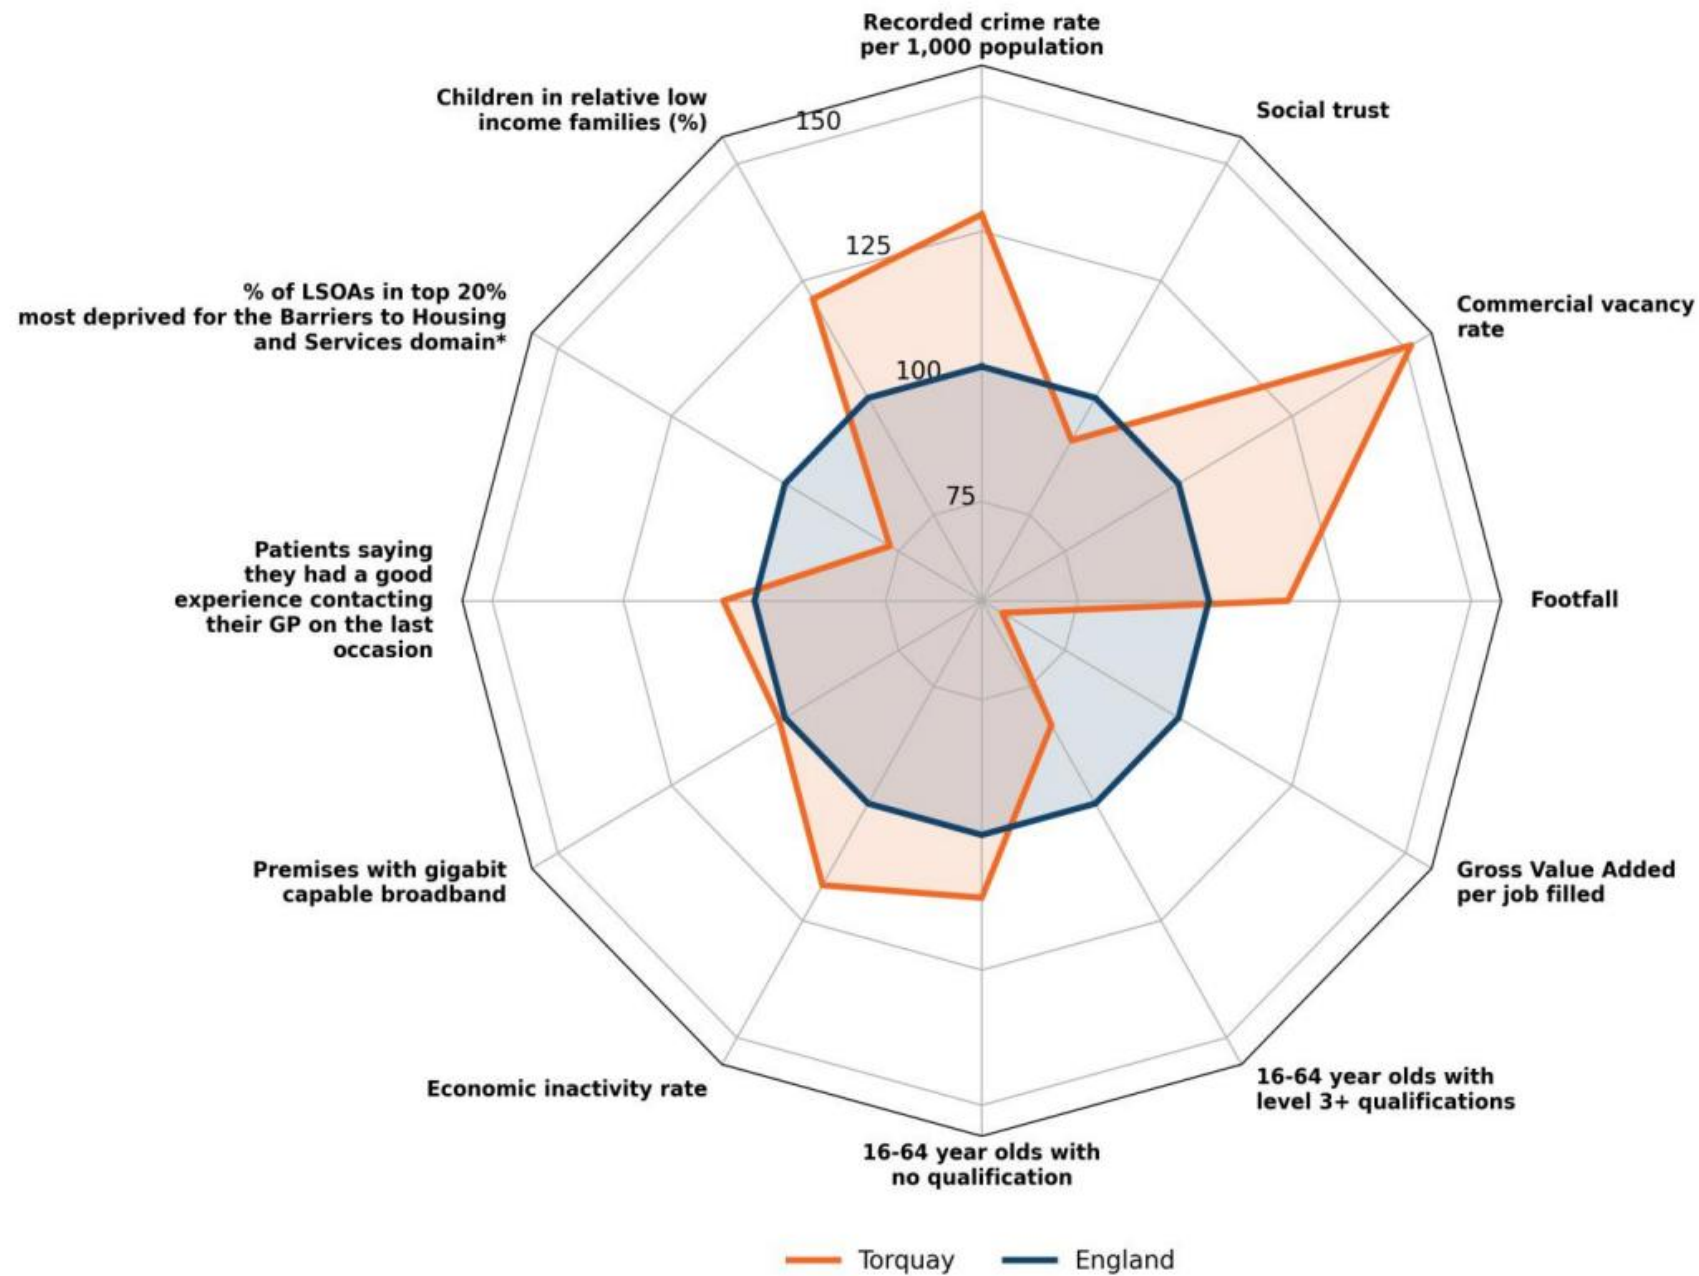 Recorded crime rate
per 1,000 population
Social trust
Commercial vacancy
rate
Footfall
Gross Value Added
per job filled
16-64 year olds with
level 3+ qualifications
16-64 year olds with
no qualification
Economic inactivity rate
Premises with gigabit
capable broadband
Patients saying
they had a good
experience contacting
their GP on the last
occasion
% of LSOAs in top 20%
most deprived for the Barriers to Housing
and Services domain*
Children in relative low
income families (%)
150
125
100
75
Torquay
England